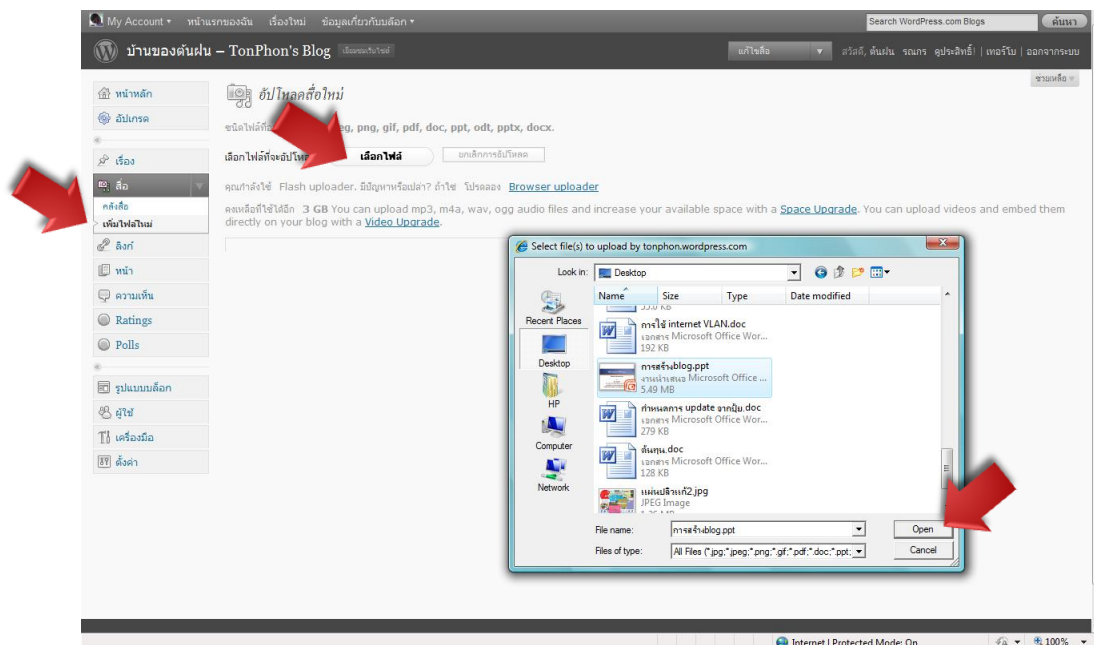 My Account หน้าแรกของฉัน เรื่องใหม่ ข้อมูลเกี่ยวกับบล็อก Search WordPress.com Blogs ค้นหา
บ้านของต้นฝน – TonPhon's Blog เยี่ยมชมเว็บไซต์ แก้ไขสื่อ สวัสดี, ต้นฝน รณกร คูประสิทธิ์! | เทอร์โบ | ออกจากระบบ
ช่วยเหลือ
หน้าหลัก
อัปเกรด
เรื่อง
สื่อ
คลังสื่อ
เพิ่มไฟล์ใหม่
ลิงก์
หน้า
ความเห็น
Ratings
Polls
รูปแบบบล็อก
ผู้ใช้
เครื่องมือ
ตั้งค่า
อัปโหลดสื่อใหม่
png, gif, pdf, doc, ppt, odt, pptx, docx.
เลือกไฟล์ เลือกไฟล์ ยกเลิกการอัปโหลด
คุณกำลังใช้ Flash uploader. มีปัญหาหรือเปล่า? ถ้าใช่ โปรดลอง Browser uploader
คงเหลือที่ใช้ได้อีก 3 GB You can upload mp3, m4a, wav, ogg audio files and increase your available space with a Space Upgrade. You can upload videos and embed them
directly on your blog with a Video Upgrade.
Select file(s) to upload by tonphon.wordpress.com
Look in: Desktop
Name Size Type Date modified
Recent Places
Desktop
HP
Computer
Network
การใช้ internet VLAN.doc
เอกสาร Microsoft Office Wor...
192 KB
การสร้างblog.ppt
งานนำเสนอ Microsoft Office ...
5.49 MB
กำหนดการ update จากปุ้ย.doc
เอกสาร Microsoft Office Wor...
279 KB
ต้นทุน.doc
เอกสาร Microsoft Office Wor...
128 KB
แผ่นปลิวแก้2.jpg
JPEG Image
File name: การสร้างblog.ppt Open
Files of type: All Files (*.jpg;*.jpeg;*.png;*.gif;*.pdf;*.doc;*.ppt; Cancel
Internet | Protected Mode: On 100%